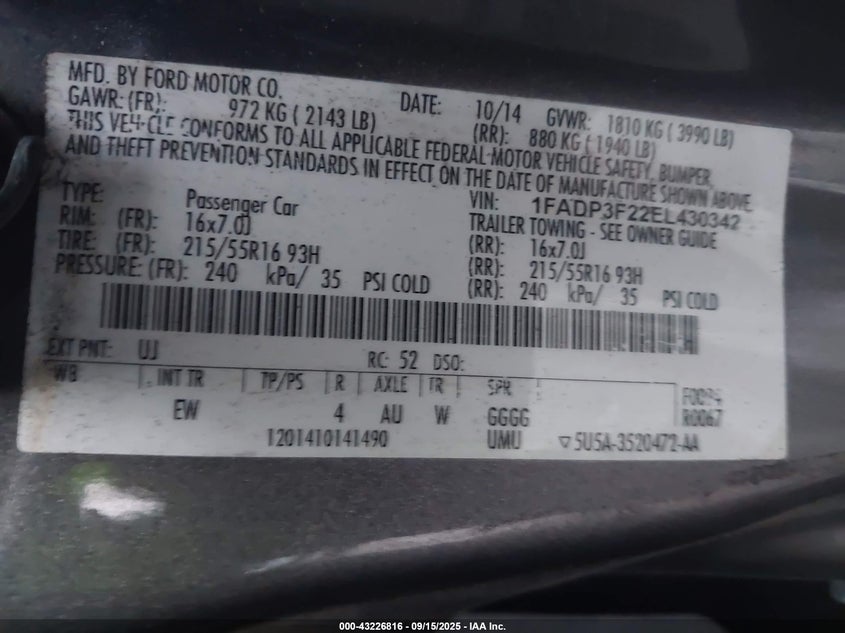 MFD. BY FORD MOTOR CO.
DATE: 10/14 GVWR: 1810 KG ( 3990 LB)
GAWR: (FR): 972 KG ( 2143 LB) (RR): 880 KG ( 1940 LB)
THIS VEHICLE CONFORMS TO ALL APPLICABLE FEDERAL MOTOR VEHICLE SAFETY, BUMPER,
AND THEFT PREVENTION STANDARDS IN EFFECT ON THE DATE OF MANUFACTURE SHOWN ABOVE.
VIN: 1FADP3F22EL430342
TYPE: Passenger Car TRAILER TOWING - SEE OWNER GUIDE
RIM: (FR): 16x7.0J (RR): 16x7.0J
TIRE: (FR): 215/55R16 93H (RR): 215/55R16 93H
PRESSURE: (FR): 240 kPa/ 35 PSI COLD (RR): 240 kPa/ 35 PSI COLD
EXT PNT: UJ RC: 52 DSO:
WB INT TR TP/PS R AXLE TR SPR
EW 4 AU W GGGG R0067
1201410141490 UMU ▽ 5U5A-3520472-AA
000-43226816 - 09/15/2025 - IAA Inc.